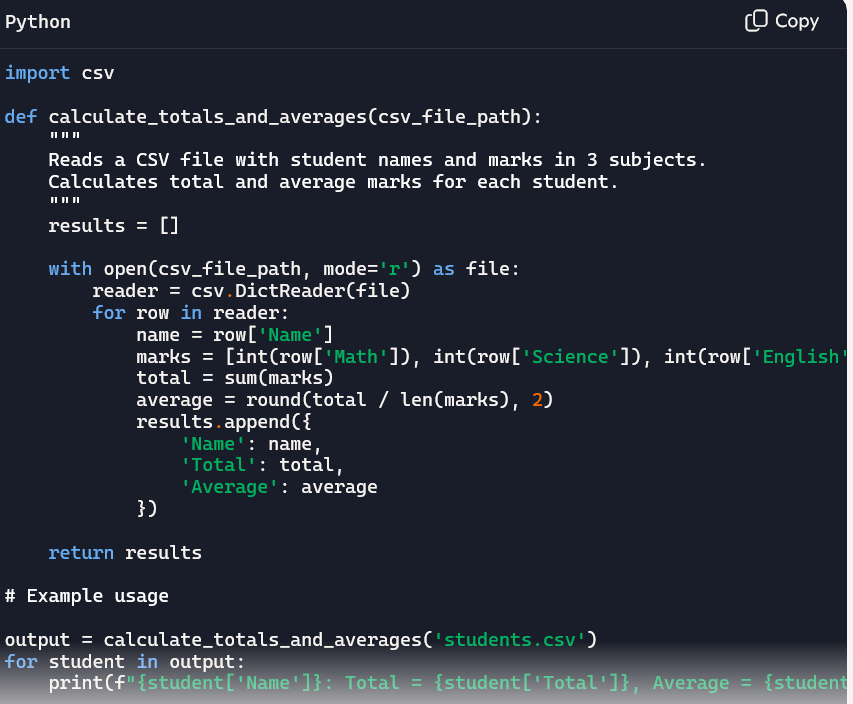 Python
Copy
import csv
def calculate_totals_and_averages(csv_file_path):
    """
    Reads a CSV file with student names and marks in 3 subjects.
    Calculates total and average marks for each student.
    """
    results = []
    with open(csv_file_path, mode='r') as file:
        reader = csv.DictReader(file)
        for row in reader:
            name = row['Name']
            marks = [int(row['Math']), int(row['Science']), int(row['English'
            total = sum(marks)
            average = round(total / len(marks), 2)
            results.append({
                'Name': name,
                'Total': total,
                'Average': average
            })
    return results
# Example usage
output = calculate_totals_and_averages('students.csv')
for student in output:
    print(f"{student['Name']}: Total = {student['Total']}, Average = {student